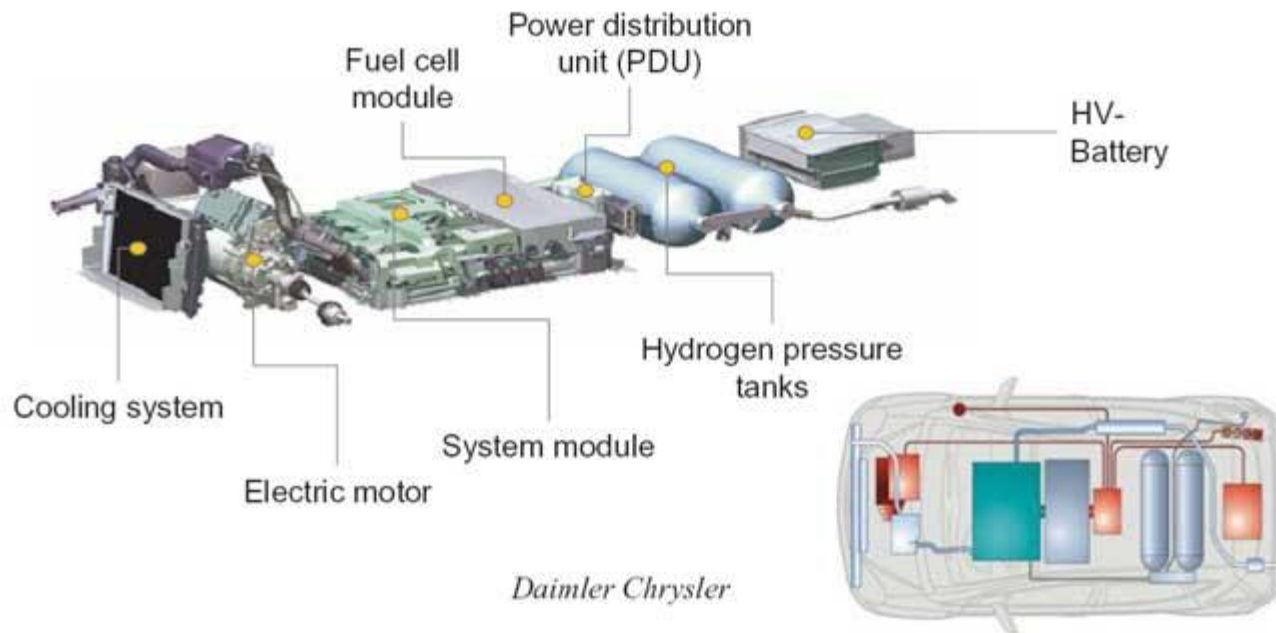 Power distribution
unit (PDU)
Fuel cell
module
HV-
Battery
Hydrogen pressure
tanks
Cooling system
System module
Electric motor
Daimler Chrysler